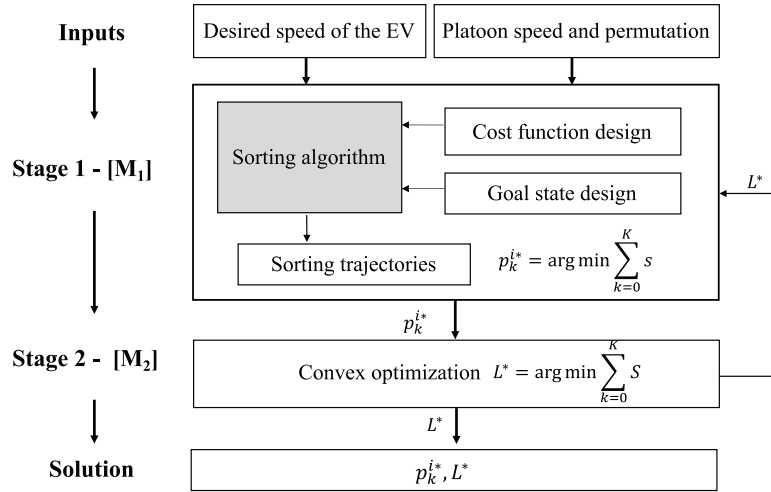 Inputs
Desired speed of the EV
Platoon speed and permutation
Stage 1 - [M₁]
Sorting algorithm
Cost function design
Goal state design
L*
Sorting trajectories
p_k^{i*} = arg min ∑_{k=0}^{K} s
p_k^{i*}
Stage 2 - [M₂]
Convex optimization L* = arg min ∑_{k=0}^{K} S
L*
Solution
p_k^{i*}, L*